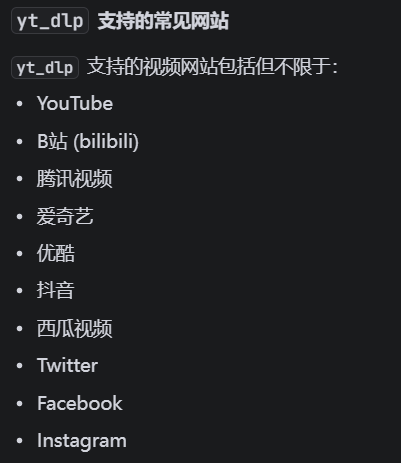 yt_dlp 支持的常见网站
yt_dlp 支持的视频网站包括但不限于：
• YouTube
• B站 (bilibili)
• 腾讯视频
• 爱奇艺
• 优酷
• 抖音
• 西瓜视频
• Twitter
• Facebook
• Instagram